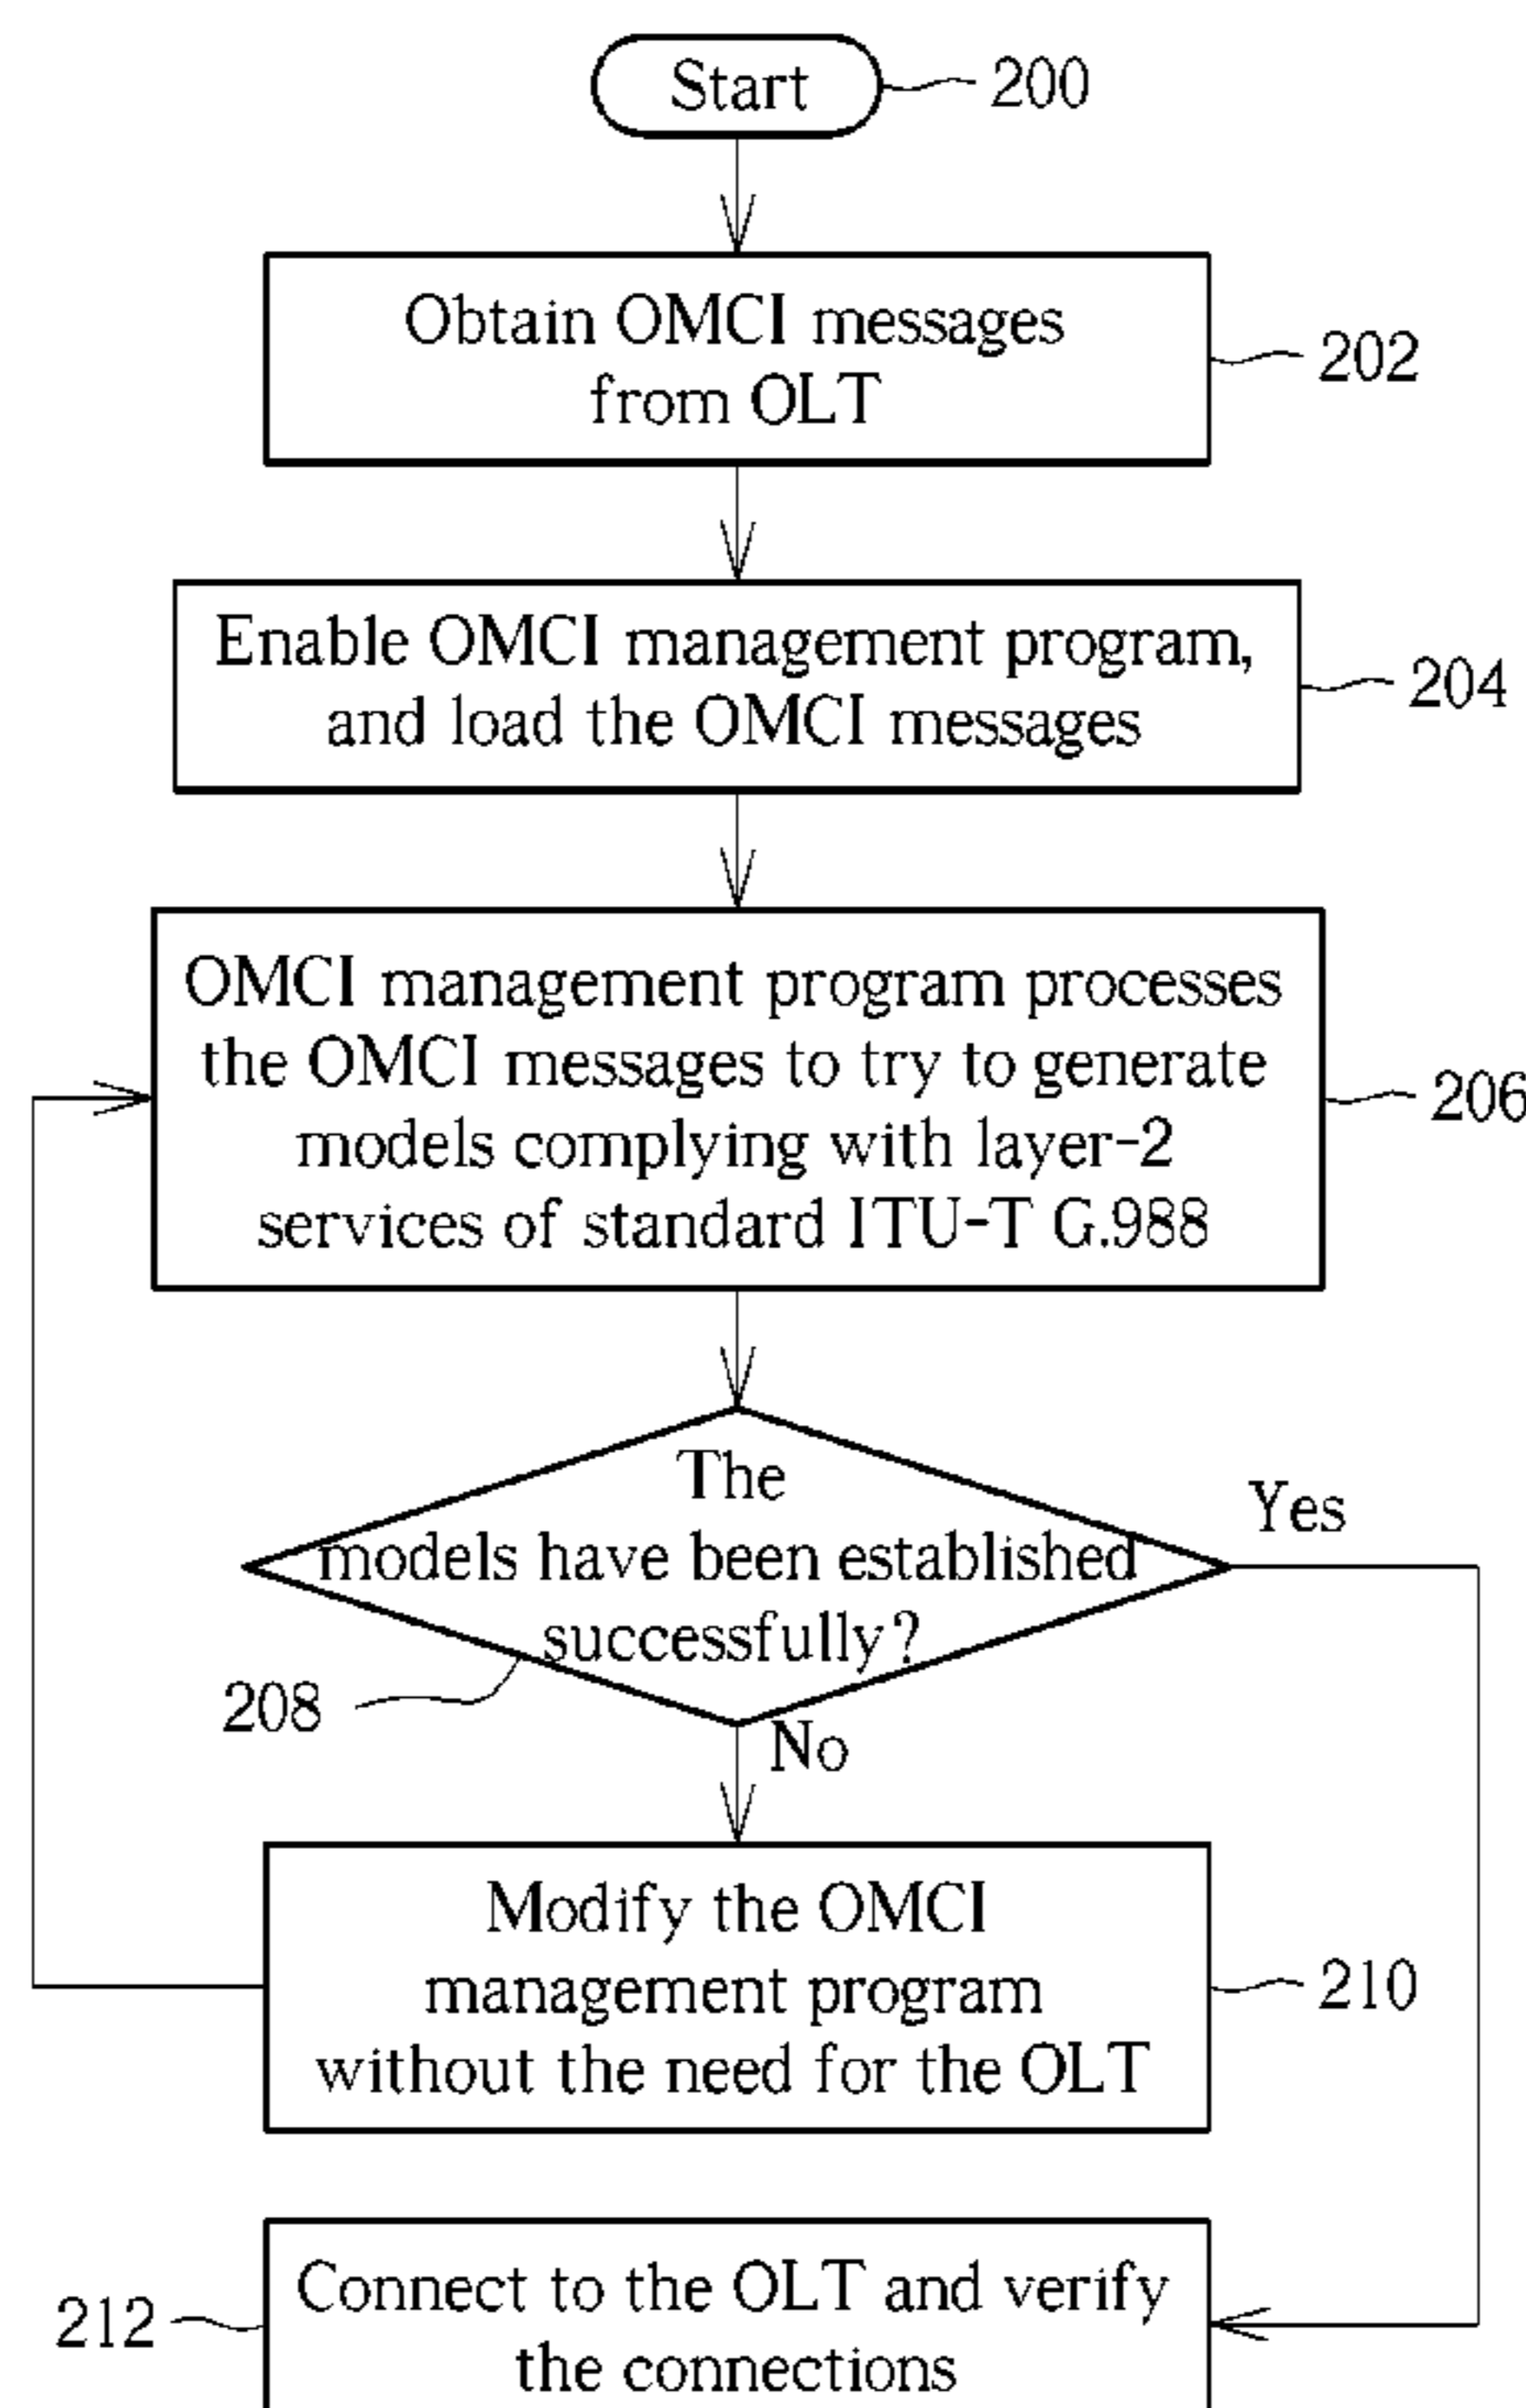 Start
200
Obtain OMCI messages
from OLT
202
Enable OMCI management program,
and load the OMCI messages
204
OMCI management program processes
the OMCI messages to try to generate
models complying with layer-2
services of standard ITU-T G.988
206
The
models have been established
successfully?
Yes
208
No
Modify the OMCI
management program
without the need for the OLT
210
Connect to the OLT and verify
the connections
212